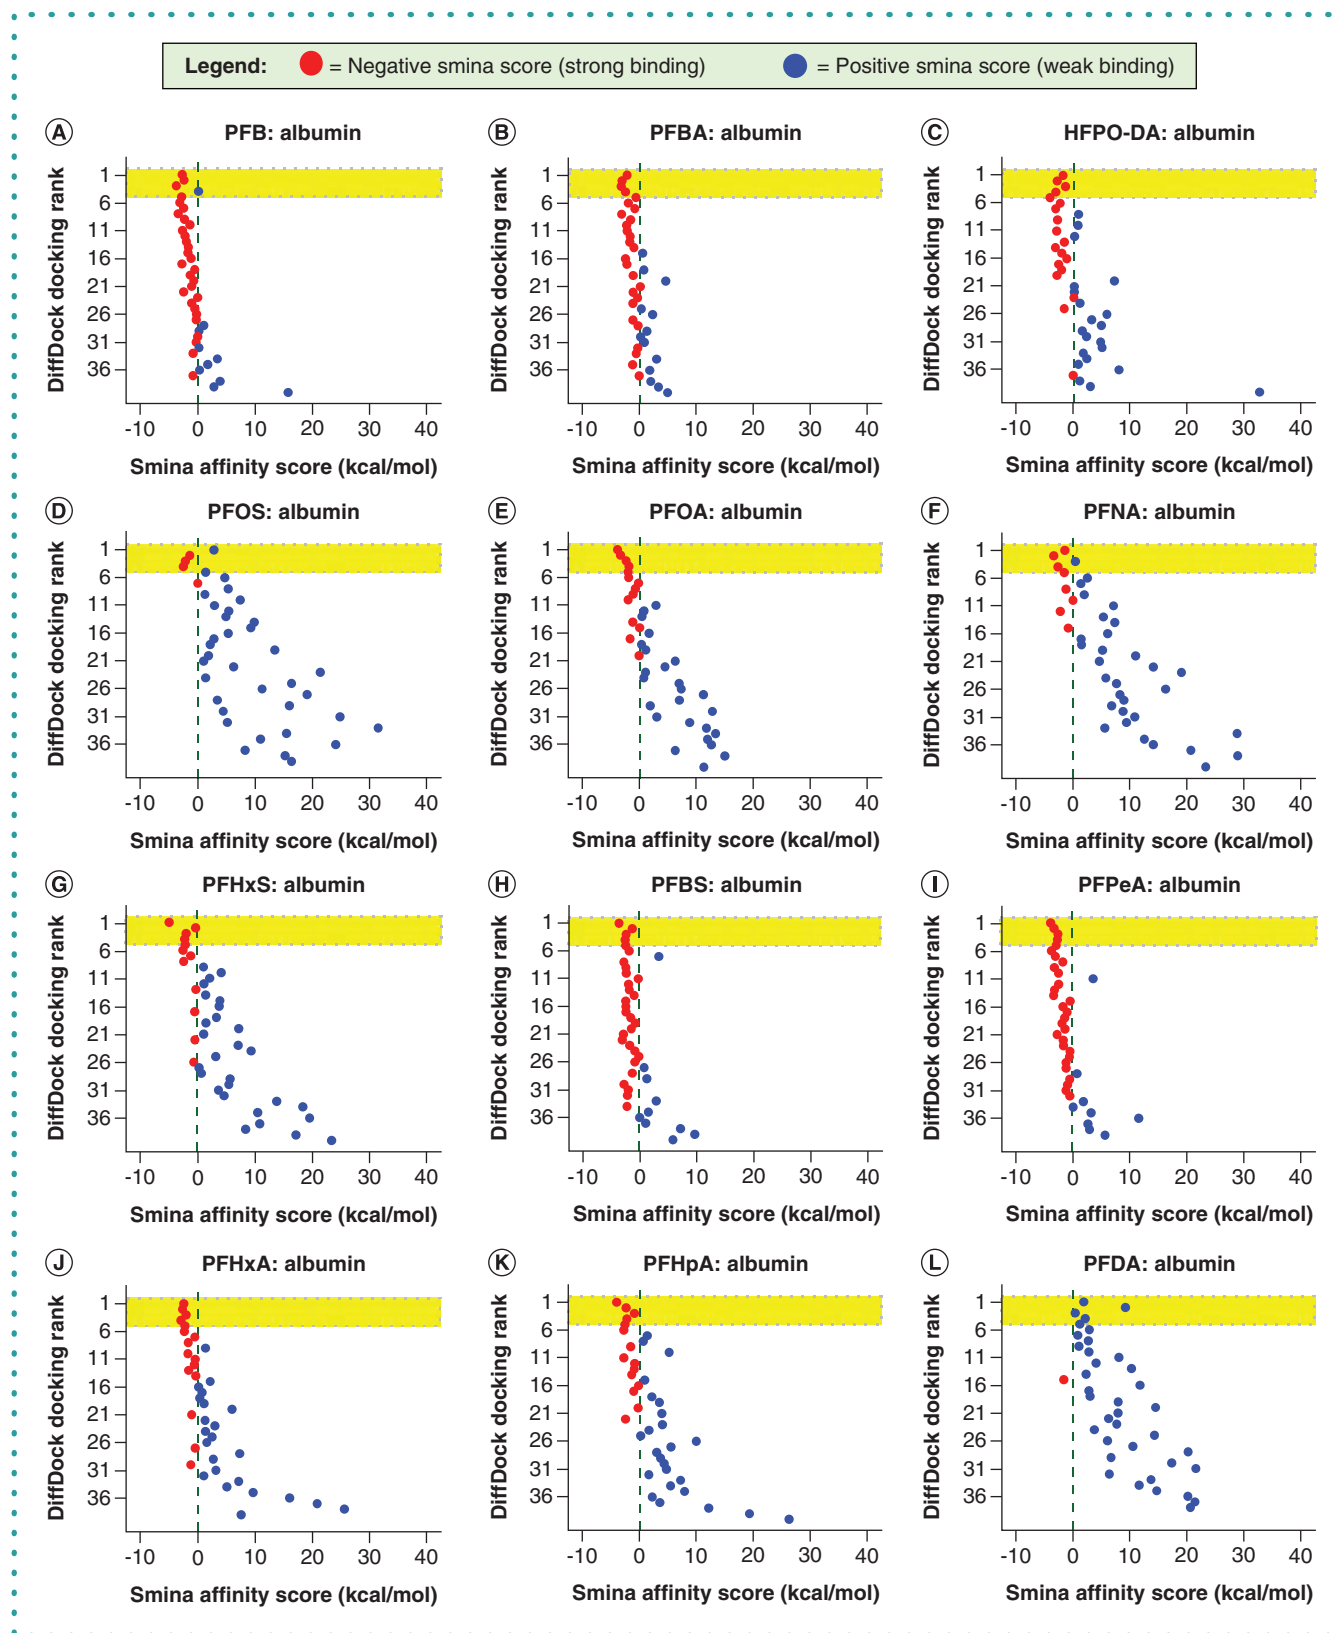 Legend: = Negative smina score (strong binding) = Positive smina score (weak binding)
A PFB: albumin
DiffDock docking rank
1
6
11
16
21
26
31
36
-10 0 10 20 30 40
Smina affinity score (kcal/mol)
B PFBA: albumin
DiffDock docking rank
1
6
11
16
21
26
31
36
-10 0 10 20 30 40
Smina affinity score (kcal/mol)
C HFPO-DA: albumin
DiffDock docking rank
1
6
11
16
21
26
31
36
-10 0 10 20 30 40
Smina affinity score (kcal/mol)
D PFOS: albumin
DiffDock docking rank
1
6
11
16
21
26
31
36
-10 0 10 20 30 40
Smina affinity score (kcal/mol)
E PFOA: albumin
DiffDock docking rank
1
6
11
16
21
26
31
36
-10 0 10 20 30 40
Smina affinity score (kcal/mol)
F PFNA: albumin
DiffDock docking rank
1
6
11
16
21
26
31
36
-10 0 10 20 30 40
Smina affinity score (kcal/mol)
G PFHxS: albumin
DiffDock docking rank
1
6
11
16
21
26
31
36
-10 0 10 20 30 40
Smina affinity score (kcal/mol)
H PFBS: albumin
DiffDock docking rank
1
6
11
16
21
26
31
36
-10 0 10 20 30 40
Smina affinity score (kcal/mol)
I PFPeA: albumin
DiffDock docking rank
1
6
11
16
21
26
31
36
-10 0 10 20 30 40
Smina affinity score (kcal/mol)
J PFHxA: albumin
DiffDock docking rank
1
6
11
16
21
26
31
36
-10 0 10 20 30 40
Smina affinity score (kcal/mol)
K PFHpA: albumin
DiffDock docking rank
1
6
11
16
21
26
31
36
-10 0 10 20 30 40
Smina affinity score (kcal/mol)
L PFDA: albumin
DiffDock docking rank
1
6
11
16
21
26
31
36
-10 0 10 20 30 40
Smina affinity score (kcal/mol)